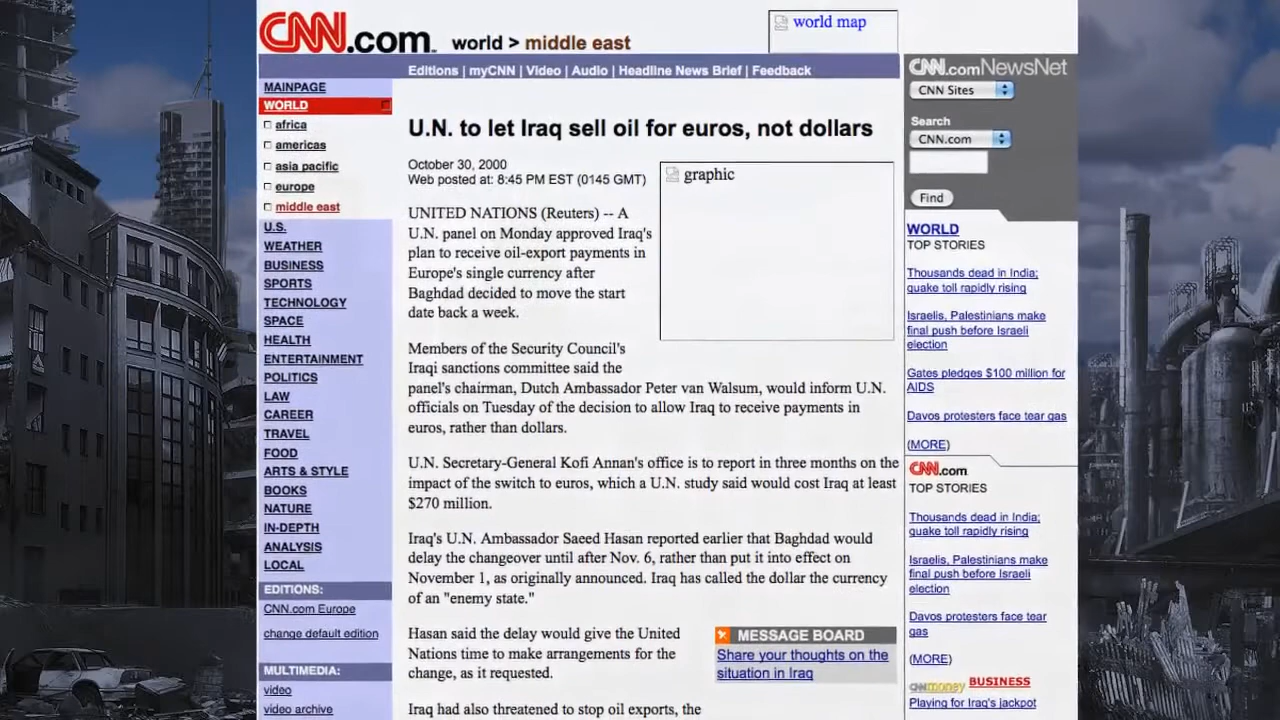 CNN.com
world > middle east
world map
Editions | myCNN | Video | Audio | Headline News Brief | Feedback
MAINPAGE
WORLD
africa
americas
asia pacific
europe
middle east
U.S.
WEATHER
BUSINESS
SPORTS
TECHNOLOGY
SPACE
HEALTH
ENTERTAINMENT
POLITICS
LAW
CAREER
TRAVEL
FOOD
ARTS & STYLE
BOOKS
NATURE
IN-DEPTH
ANALYSIS
LOCAL
EDITIONS:
CNN.com Europe
change default edition
MULTIMEDIA:
video
video archive
U.N. to let Iraq sell oil for euros, not dollars
October 30, 2000
Web posted at: 8:45 PM EST (0145 GMT)
graphic
UNITED NATIONS (Reuters) -- A
U.N. panel on Monday approved Iraq's
plan to receive oil-export payments in
Europe's single currency after
Baghdad decided to move the start
date back a week.
Members of the Security Council's
Iraqi sanctions committee said the
panel's chairman, Dutch Ambassador Peter van Walsum, would inform U.N.
officials on Tuesday of the decision to allow Iraq to receive payments in
euros, rather than dollars.
U.N. Secretary-General Kofi Annan's office is to report in three months on the
impact of the switch to euros, which a U.N. study said would cost Iraq at least
$270 million.
Iraq's U.N. Ambassador Saeed Hasan reported earlier that Baghdad would
delay the changeover until after Nov. 6, rather than put it into effect on
November 1, as originally announced. Iraq has called the dollar the currency
of an "enemy state."
Hasan said the delay would give the United
Nations time to make arrangements for the
change, as it requested.
Iraq had also threatened to stop oil exports, the
MESSAGE BOARD
Share your thoughts on the
situation in Iraq
CNN.comNewsNet
CNN Sites
Search
CNN.com
Find
WORLD
TOP STORIES
Thousands dead in India;
quake toll rapidly rising
Israelis, Palestinians make
final push before Israeli
election
Gates pledges $100 million for
AIDS
Davos protesters face tear gas
(MORE)
CNN.com
TOP STORIES
Thousands dead in India;
quake toll rapidly rising
Israelis, Palestinians make
final push before Israeli
election
Davos protesters face tear
gas
(MORE)
CNNmoney BUSINESS
Playing for Iraq's jackpot